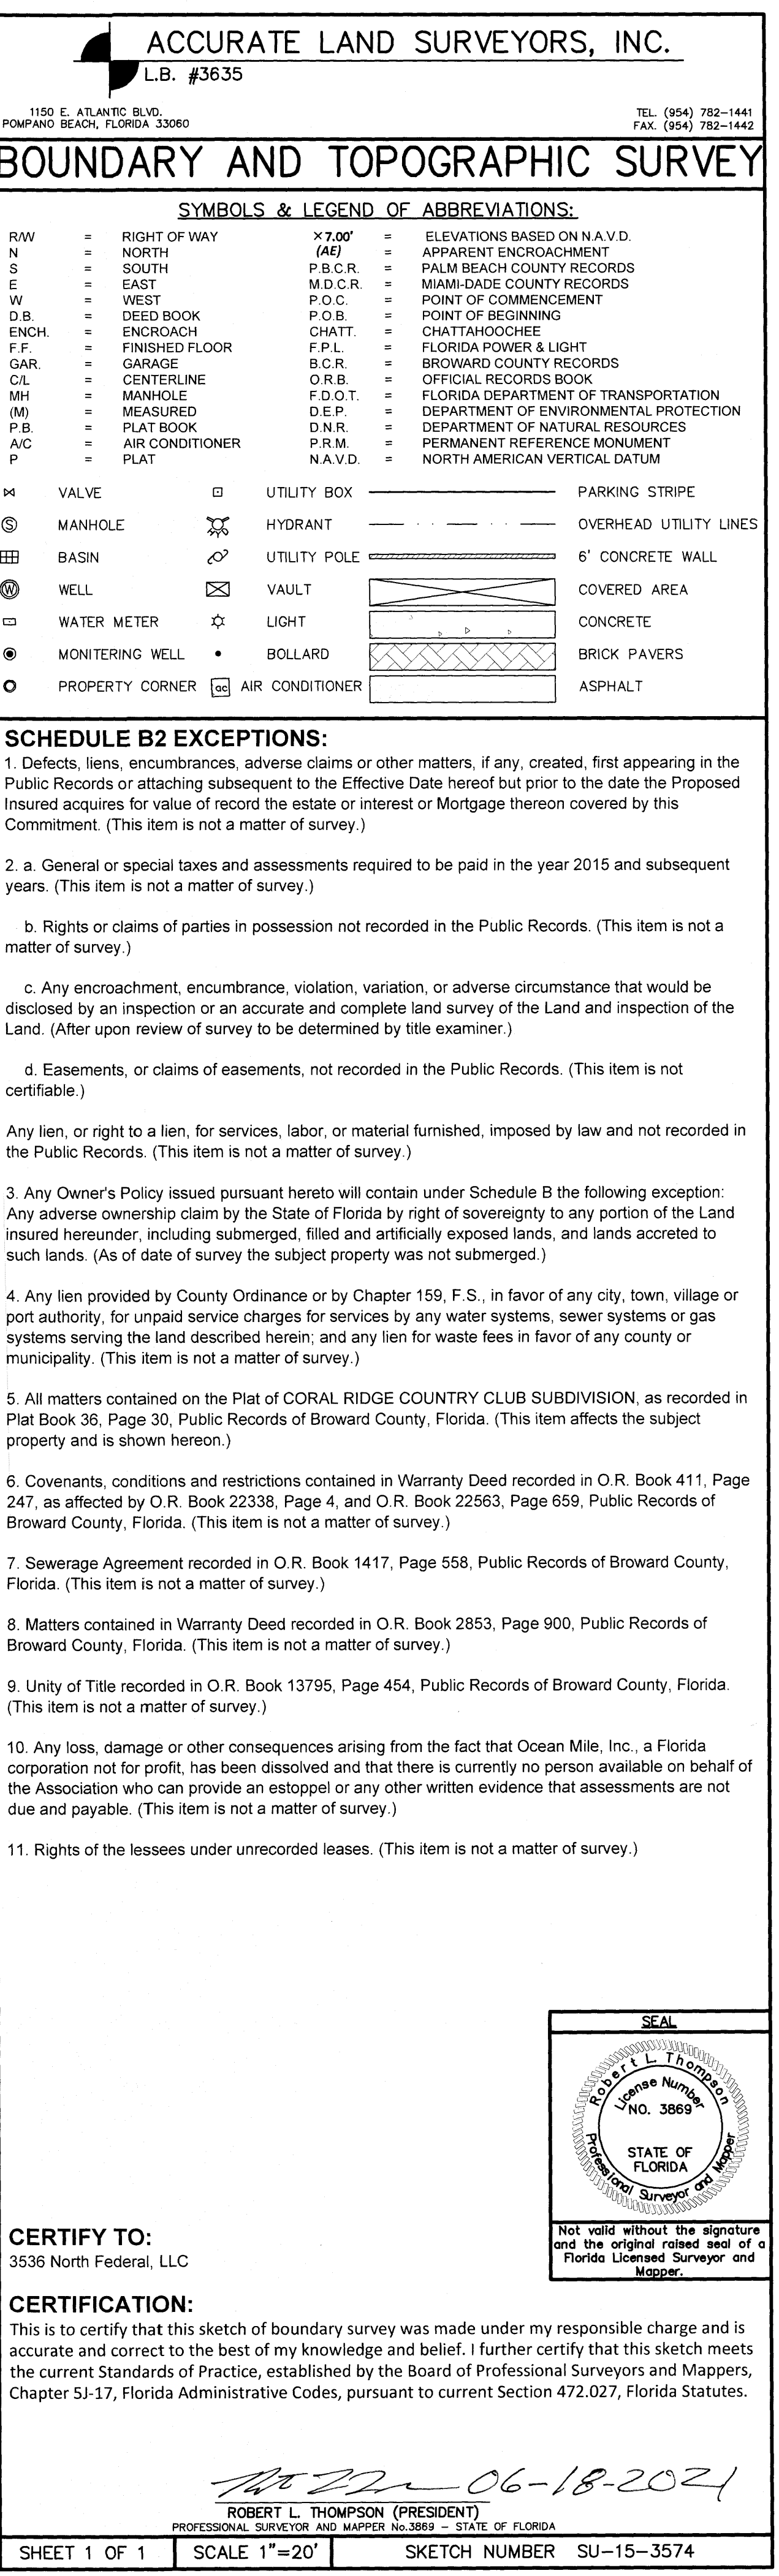 ACCURATE LAND SURVEYORS, INC.
L.B. #3635
1150 E. ATLANTIC BLVD.
POMPANO BEACH, FLORIDA 33060
TEL. (954) 782-1441
FAX. (954) 782-1442
BOUNDARY AND TOPOGRAPHIC SURVEY
SYMBOLS & LEGEND OF ABBREVIATIONS:
R/W = RIGHT OF WAY ×7.00' = ELEVATIONS BASED ON N.A.V.D.
N = NORTH (AE) = APPARENT ENCROACHMENT
S = SOUTH P.B.C.R. = PALM BEACH COUNTY RECORDS
E = EAST M.D.C.R. = MIAMI-DADE COUNTY RECORDS
W = WEST P.O.C. = POINT OF COMMENCEMENT
D.B. = DEED BOOK P.O.B. = POINT OF BEGINNING
ENCH. = ENCROACH CHATT. = CHATTAHOOCHEE
F.F. = FINISHED FLOOR F.P.L. = FLORIDA POWER & LIGHT
GAR. = GARAGE B.C.R. = BROWARD COUNTY RECORDS
C/L = CENTERLINE O.R.B. = OFFICIAL RECORDS BOOK
MH = MANHOLE F.D.O.T. = FLORIDA DEPARTMENT OF TRANSPORTATION
(M) = MEASURED D.E.P. = DEPARTMENT OF ENVIRONMENTAL PROTECTION
P.B. = PLAT BOOK D.N.R. = DEPARTMENT OF NATURAL RESOURCES
A/C = AIR CONDITIONER P.R.M. = PERMANENT REFERENCE MONUMENT
P = PLAT N.A.V.D. = NORTH AMERICAN VERTICAL DATUM
VALVE UTILITY BOX PARKING STRIPE
S MANHOLE HYDRANT OVERHEAD UTILITY LINES
BASIN UTILITY POLE 6' CONCRETE WALL
W WELL VAULT COVERED AREA
WATER METER LIGHT CONCRETE
MONITERING WELL BOLLARD BRICK PAVERS
PROPERTY CORNER ac AIR CONDITIONER ASPHALT
SCHEDULE B2 EXCEPTIONS:
1. Defects, liens, encumbrances, adverse claims or other matters, if any, created, first appearing in the
Public Records or attaching subsequent to the Effective Date hereof but prior to the date the Proposed
Insured acquires for value of record the estate or interest or Mortgage thereon covered by this
Commitment. (This item is not a matter of survey.)
2. a. General or special taxes and assessments required to be paid in the year 2015 and subsequent
years. (This item is not a matter of survey.)
b. Rights or claims of parties in possession not recorded in the Public Records. (This item is not a
matter of survey.)
c. Any encroachment, encumbrance, violation, variation, or adverse circumstance that would be
disclosed by an inspection or an accurate and complete land survey of the Land and inspection of the
Land. (After upon review of survey to be determined by title examiner.)
d. Easements, or claims of easements, not recorded in the Public Records. (This item is not
certifiable.)
Any lien, or right to a lien, for services, labor, or material furnished, imposed by law and not recorded in
the Public Records. (This item is not a matter of survey.)
3. Any Owner's Policy issued pursuant hereto will contain under Schedule B the following exception:
Any adverse ownership claim by the State of Florida by right of sovereignty to any portion of the Land
insured hereunder, including submerged, filled and artificially exposed lands, and lands accreted to
such lands. (As of date of survey the subject property was not submerged.)
4. Any lien provided by County Ordinance or by Chapter 159, F.S., in favor of any city, town, village or
port authority, for unpaid service charges for services by any water systems, sewer systems or gas
systems serving the land described herein; and any lien for waste fees in favor of any county or
municipality. (This item is not a matter of survey.)
5. All matters contained on the Plat of CORAL RIDGE COUNTRY CLUB SUBDIVISION, as recorded in
Plat Book 36, Page 30, Public Records of Broward County, Florida. (This item affects the subject
property and is shown hereon.)
6. Covenants, conditions and restrictions contained in Warranty Deed recorded in O.R. Book 411, Page
247, as affected by O.R. Book 22338, Page 4, and O.R. Book 22563, Page 659, Public Records of
Broward County, Florida. (This item is not a matter of survey.)
7. Sewerage Agreement recorded in O.R. Book 1417, Page 558, Public Records of Broward County,
Florida. (This item is not a matter of survey.)
8. Matters contained in Warranty Deed recorded in O.R. Book 2853, Page 900, Public Records of
Broward County, Florida. (This item is not a matter of survey.)
9. Unity of Title recorded in O.R. Book 13795, Page 454, Public Records of Broward County, Florida.
(This item is not a matter of survey.)
10. Any loss, damage or other consequences arising from the fact that Ocean Mile, Inc., a Florida
corporation not for profit, has been dissolved and that there is currently no person available on behalf of
the Association who can provide an estoppel or any other written evidence that assessments are not
due and payable. (This item is not a matter of survey.)
11. Rights of the lessees under unrecorded leases. (This item is not a matter of survey.)
SEAL
Robert L. Thompson
License Number
NO. 3869
STATE OF
FLORIDA
Professional Surveyor and Mapper
Not valid without the signature
and the original raised seal of a
Florida Licensed Surveyor and
Mapper.
CERTIFY TO:
3536 North Federal, LLC
CERTIFICATION:
This is to certify that this sketch of boundary survey was made under my responsible charge and is
accurate and correct to the best of my knowledge and belief. I further certify that this sketch meets
the current Standards of Practice, established by the Board of Professional Surveyors and Mappers,
Chapter 5J-17, Florida Administrative Codes, pursuant to current Section 472.027, Florida Statutes.
06-18-2021
ROBERT L. THOMPSON (PRESIDENT)
PROFESSIONAL SURVEYOR AND MAPPER No.3869 – STATE OF FLORIDA
SHEET 1 OF 1 SCALE 1"=20' SKETCH NUMBER SU-15-3574